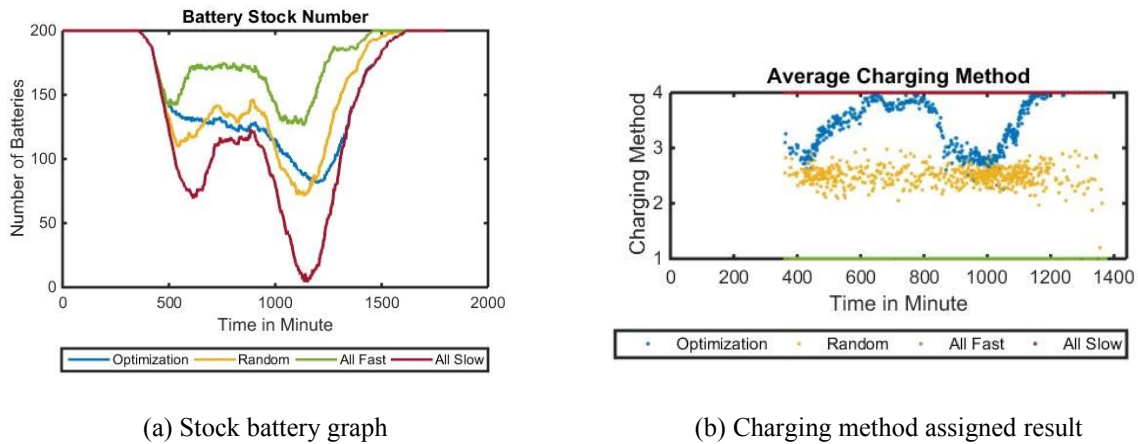 Battery Stock Number
200
150
100
50
0
Number of Batteries
0 500 1000 1500 2000
Time in Minute
Optimization Random All Fast All Slow
(a) Stock battery graph
Average Charging Method
4
3
2
1
Charging Method
0 200 400 600 800 1000 1200 1400
Time in Minute
Optimization Random All Fast All Slow
(b) Charging method assigned result